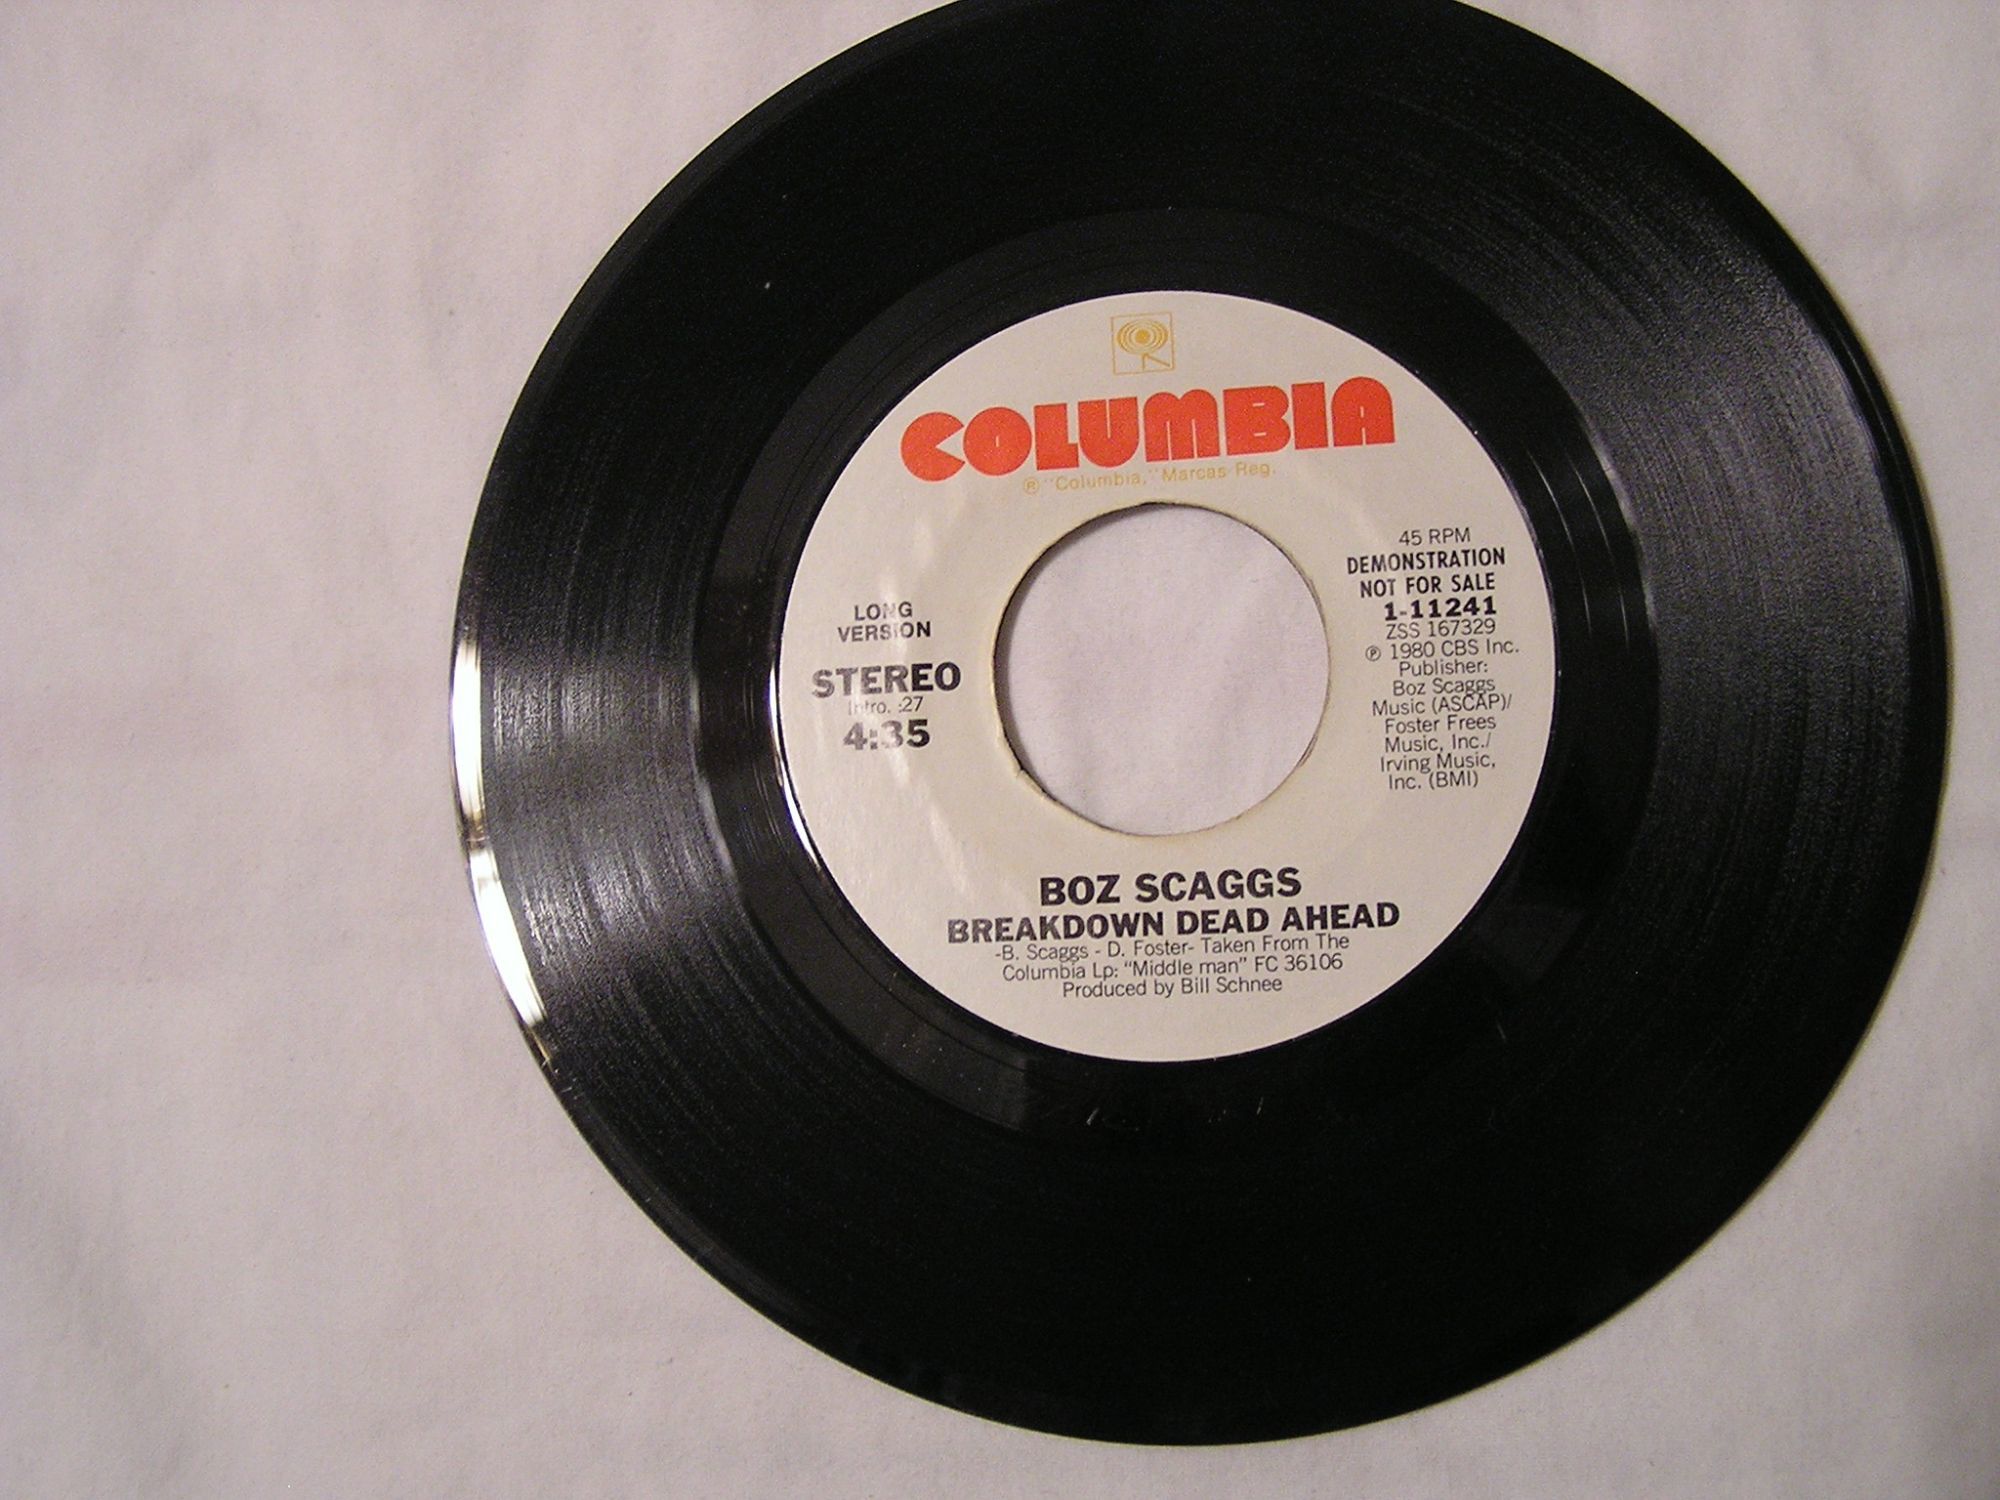 COLUMBIA
® "Columbia," Marcas Reg.
LONG
VERSION
STEREO
Intro. :27
4:35
45 RPM
DEMONSTRATION
NOT FOR SALE
1-11241
ZSS 167329
℗ 1980 CBS Inc.
Publisher:
Boz Scaggs
Music (ASCAP)/
Foster Frees
Music, Inc./
Irving Music,
Inc. (BMI)
BOZ SCAGGS
BREAKDOWN DEAD AHEAD
-B. Scaggs - D. Foster- Taken From The
Columbia Lp: "Middle man" FC 36106
Produced by Bill Schnee